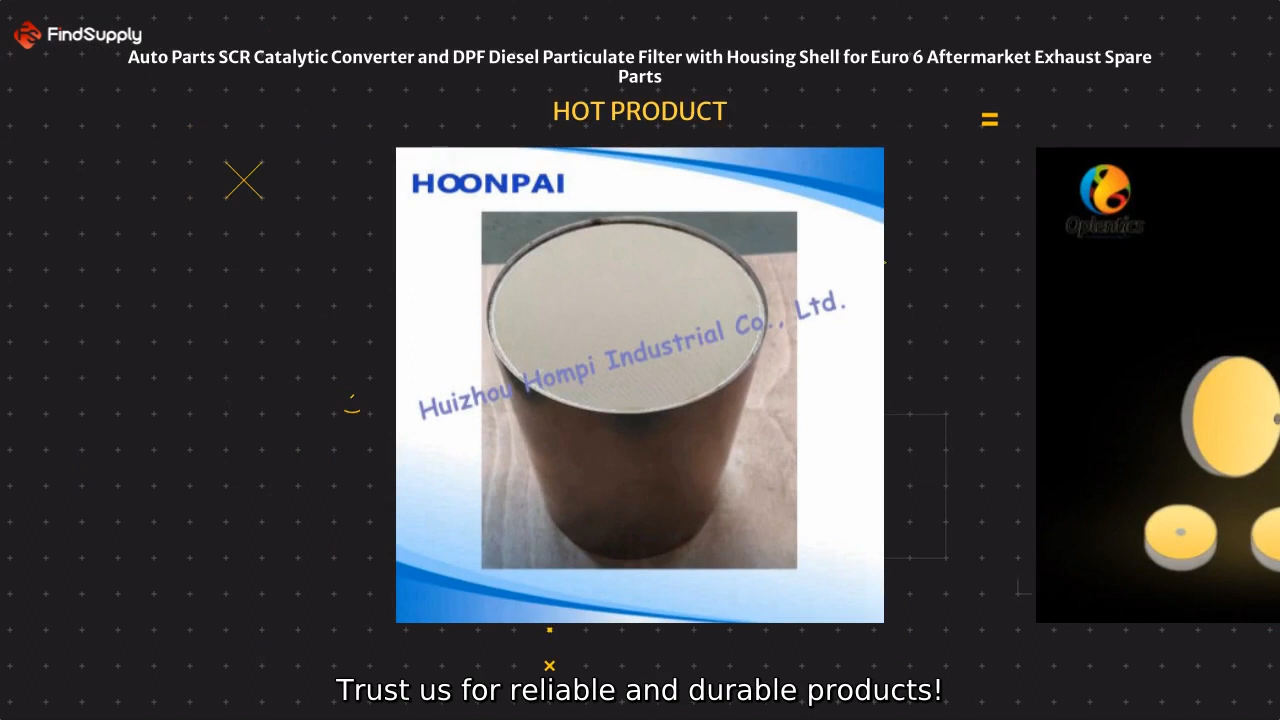 FindSupply
Auto Parts SCR Catalytic Converter and DPF Diesel Particulate Filter with Housing Shell for Euro 6 Aftermarket Exhaust Spare
Parts
HOT PRODUCT
HOONPAI
Huizhou Hompi Industrial Co., Ltd.
Oplentics
Trust us for reliable and durable products!